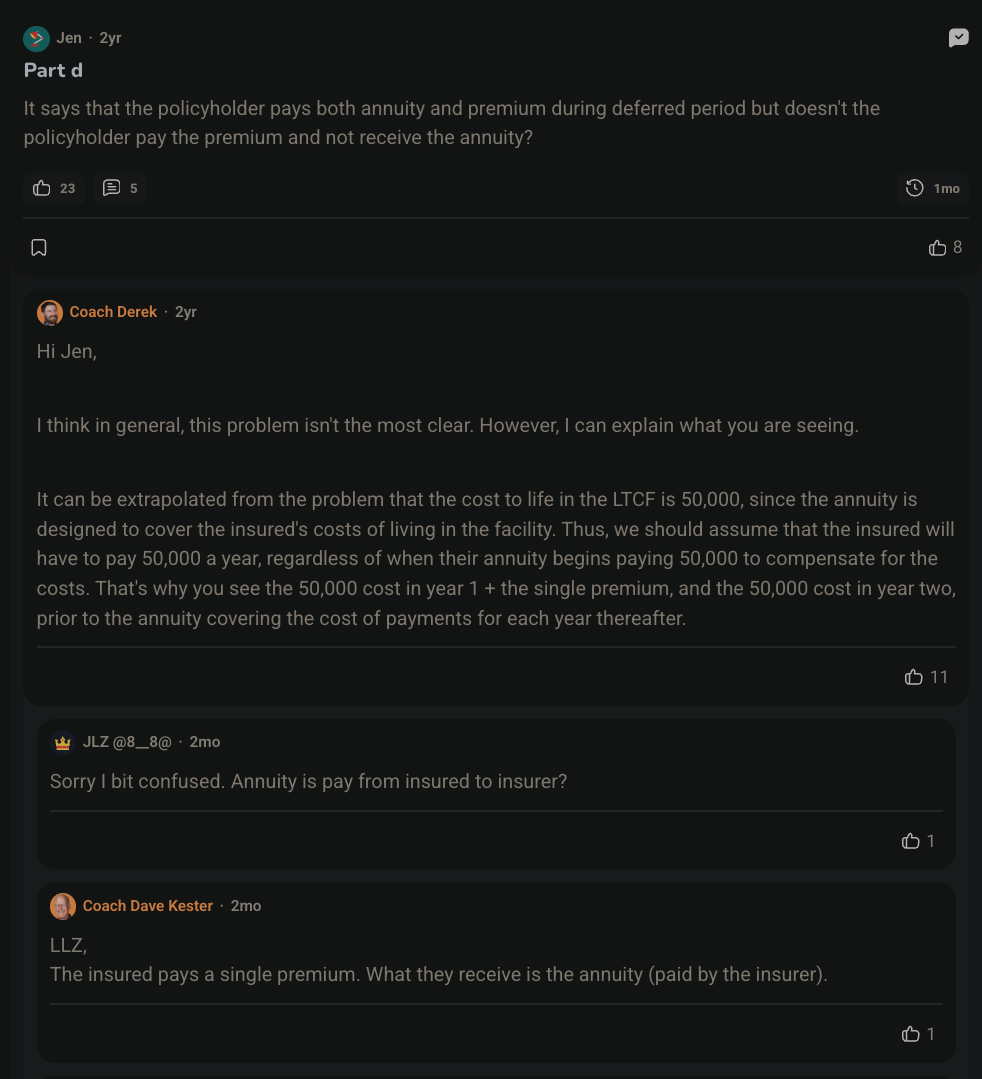 Jen · 2yr
Part d
It says that the policyholder pays both annuity and premium during deferred period but doesn't the
policyholder pay the premium and not receive the annuity?
23
5
1mo
8
Coach Derek · 2yr
Hi Jen,
I think in general, this problem isn't the most clear. However, I can explain what you are seeing.
It can be extrapolated from the problem that the cost to life in the LTCF is 50,000, since the annuity is
designed to cover the insured's costs of living in the facility. Thus, we should assume that the insured will
have to pay 50,000 a year, regardless of when their annuity begins paying 50,000 to compensate for the
costs. That's why you see the 50,000 cost in year 1 + the single premium, and the 50,000 cost in year two,
prior to the annuity covering the cost of payments for each year thereafter.
11
JLZ @8__8@ · 2mo
Sorry I bit confused. Annuity is pay from insured to insurer?
1
Coach Dave Kester · 2mo
LLZ,
The insured pays a single premium. What they receive is the annuity (paid by the insurer).
1